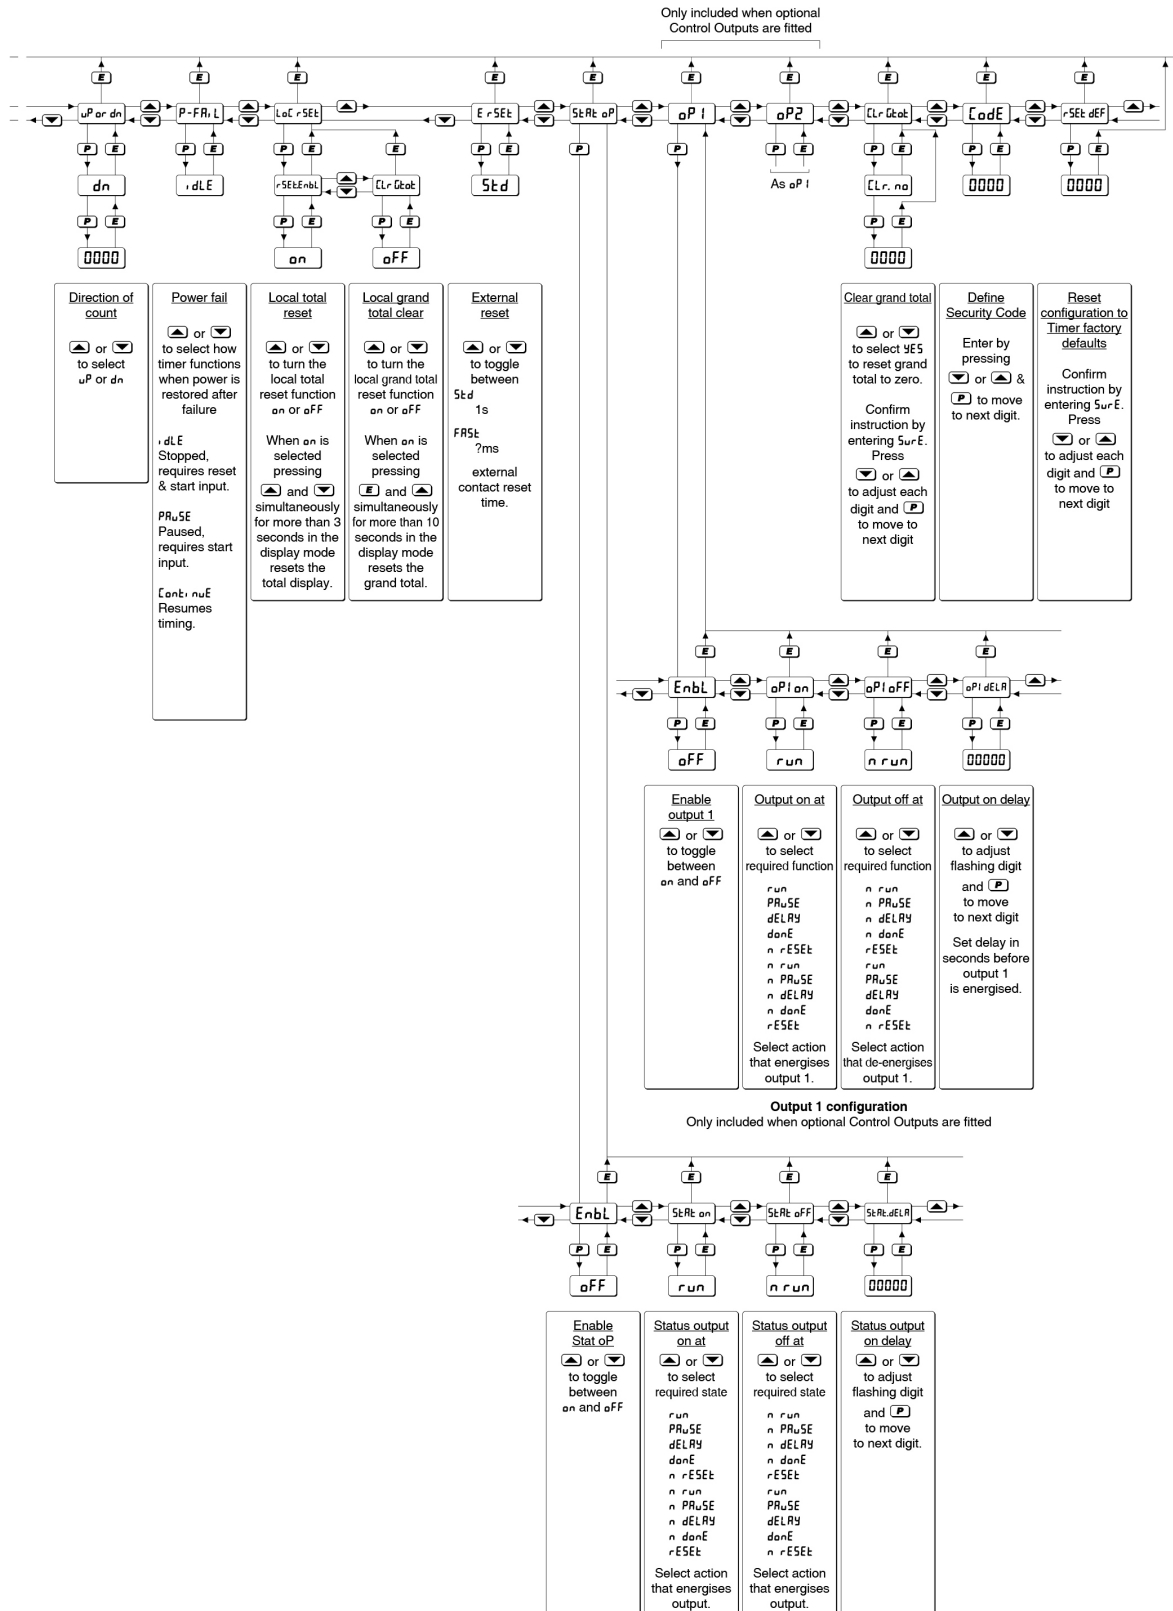 Only included when optional
Control Outputs are fitted
E E E E E E E E E E
uP or dn P-FAiL LoC rSEt E rSEt StAt oP oP1 oP2 CLr Gtot CodE rSEt dEF
P E P E P E E P E P P P E P E P E P E
dn idLE rSEtEnbL CLr Gtot Std As oP1 CLr. no 0000 0000
P E P E P E P E
0000 on oFF 0000
Direction of
count
or
to select
uP or dn
Power fail
or
to select how
timer functions
when power is
restored after
failure
idLE
Stopped,
requires reset
& start input.
PAuSE
Paused,
requires start
input.
ContinuE
Resumes
timing.
Local total
reset
or
to turn the
local total
reset function
on or oFF
When on is
selected
pressing
and
simultaneously
for more than 3
seconds in the
display mode
resets the
total display.
Local grand
total clear
or
to turn the
local grand total
reset function
on or oFF
When on is
selected
pressing
E and
simultaneously
for more than 10
seconds in the
display mode
resets the
grand total.
External
reset
or
to toggle
between
Std
1s
FASt
?ms
external
contact reset
time.
Clear grand total
or
to select YES
to reset grand
total to zero.
Confirm
instruction by
entering SurE.
Press
or
to adjust each
digit and P
to move to
next digit
Define
Security Code
Enter by
pressing
or &
P to move
to next digit.
Reset
configuration to
Timer factory
defaults
Confirm
instruction by
entering SurE.
Press
or
to adjust each
digit and P
to move to
next digit
E E E E
EnbL oP1 on oP1 oFF oP1 dELA
P E P E P E P E
oFF run n run 00000
Enable
output 1
or
to toggle
between
on and oFF
Output on at
or
to select
required function
run
PAuSE
dELAY
donE
n rESEt
n run
n PAuSE
n dELAY
n donE
rESEt
Select action
that energises
output 1.
Output off at
or
to select
required function
n run
n PAuSE
n dELAY
n donE
rESEt
run
PAuSE
dELAY
donE
n rESEt
Select action
that de-energises
output 1.
Output on delay
or
to adjust
flashing digit
and P
to move
to next digit
Set delay in
seconds before
output 1
is energised.
Output 1 configuration
Only included when optional Control Outputs are fitted
E E E E
EnbL StAt on StAt oFF StAt.dELA
P E P E P E P E
oFF run n run 00000
Enable
Stat oP
or
to toggle
between
on and oFF
Status output
on at
or
to select
required state
run
PAuSE
dELAY
donE
n rESEt
n run
n PAuSE
n dELAY
n donE
rESEt
Select action
that energises
output.
Status output
off at
or
to select
required state
n run
n PAuSE
n dELAY
n donE
rESEt
run
PAuSE
dELAY
donE
n rESEt
Select action
that energises
output.
Status output
on delay
or
to adjust
flashing digit
and P
to move
to next digit.